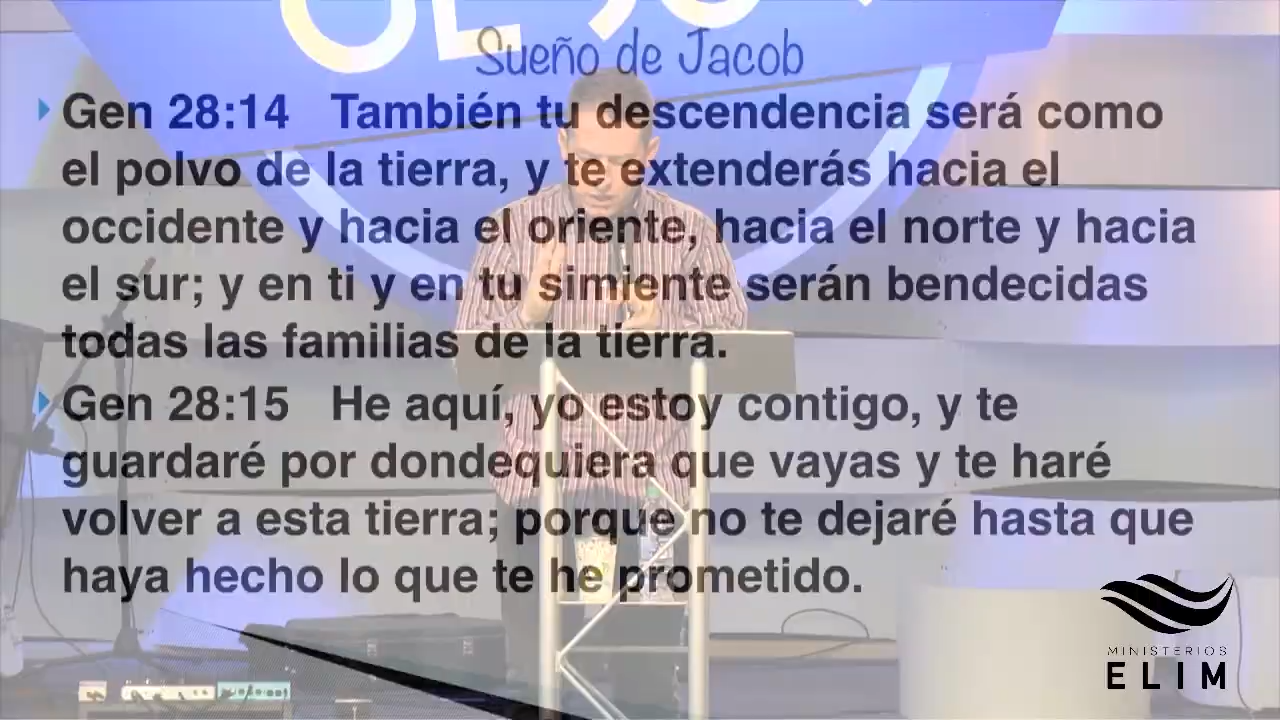 Sueño de Jacob
Gen 28:14 También tu descendencia será como
el polvo de la tierra, y te extenderás hacia el
occidente y hacia el oriente, hacia el norte y hacia
el sur; y en ti y en tu simiente serán bendecidas
todas las familias de la tierra.
Gen 28:15 He aquí, yo estoy contigo, y te
guardaré por dondequiera que vayas y te haré
volver a esta tierra; porque no te dejaré hasta que
haya hecho lo que te he prometido.
MINISTERIOS
ELIM